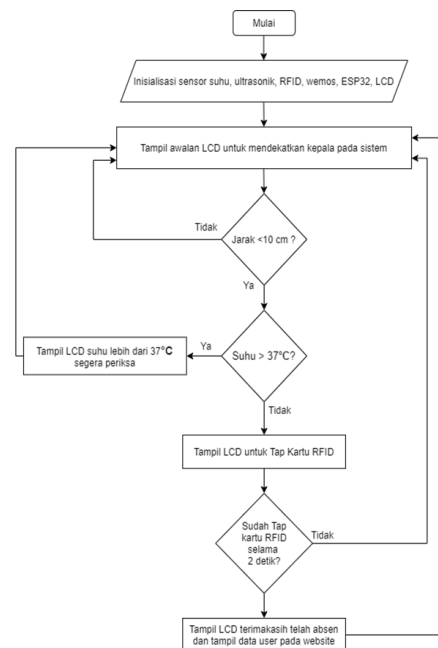 Mulai
Inisialisasi sensor suhu, ultrasonik, RFID, wemos, ESP32, LCD
Tampil awalan LCD untuk mendekatkan kepala pada sistem
Tidak
Jarak <10 cm ?
Ya
Ya
Suhu > 37°C?
Tampil LCD suhu lebih dari 37°C
segera periksa
Tidak
Tampil LCD untuk Tap Kartu RFID
Sudah Tap
kartu RFID
selama
2 detik?
Tidak
Tampil LCD terimakasih telah absen
dan tampil data user pada website